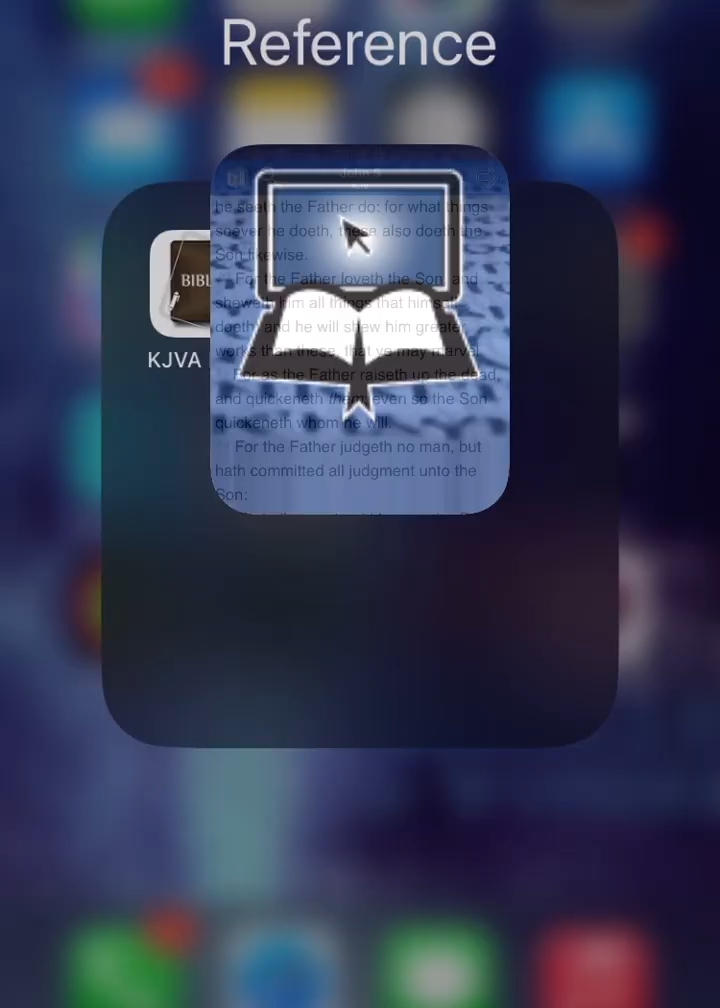 Reference
John 5
he seeth the Father do: for what things
soever he doeth, these also doeth the
Son likewise.
For the Father loveth the Son, and
sheweth him all things that himself
doeth: and he will shew him greater
works than these, that ye may marvel.
For as the Father raiseth up the dead,
and quickeneth them; even so the Son
quickeneth whom he will.
For the Father judgeth no man, but
hath committed all judgment unto the
Son:
BIBL
KJVA